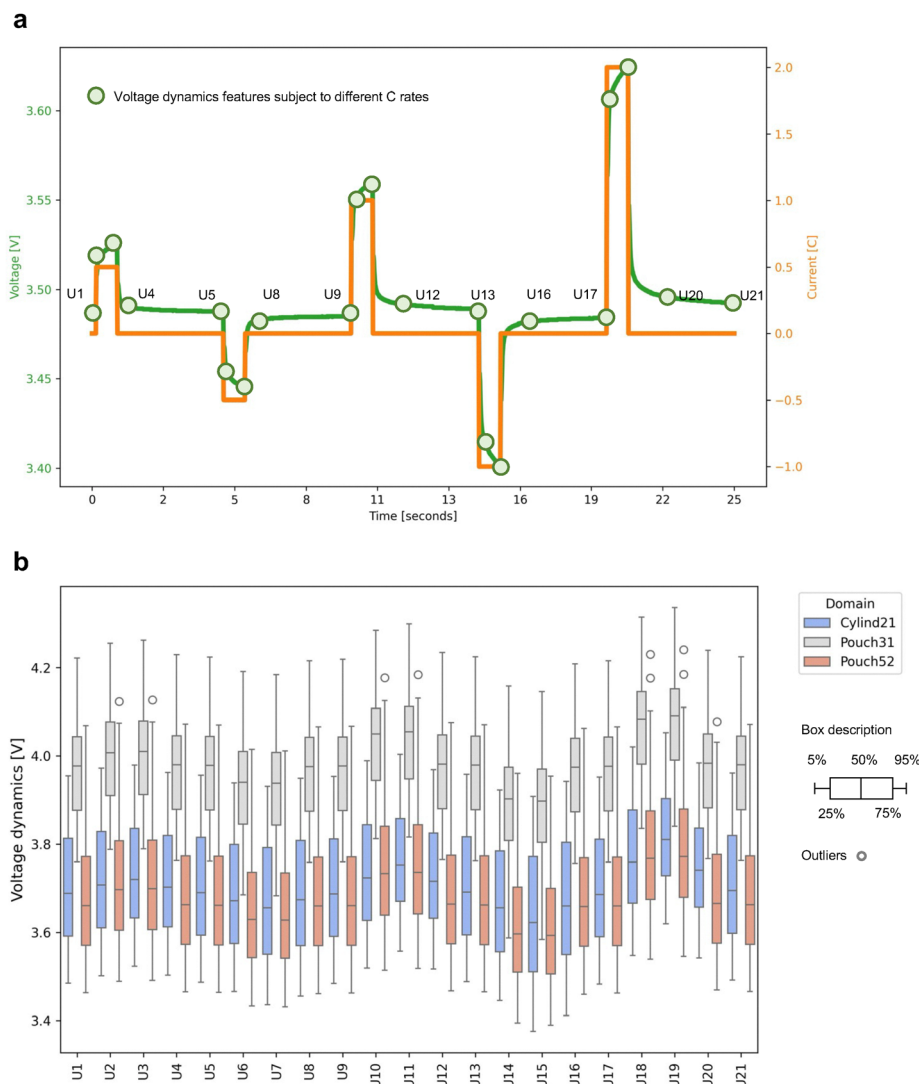 a
Voltage dynamics features subject to different C rates
Voltage [V]
3.60
3.55
3.50
3.45
3.40
2.0
1.5
1.0
0.5
0.0
−0.5
−1.0
Current [C]
U1
U4
U5
U8
U9
U12
U13
U16
U17
U20
U21
0
2
5
8
11
13
16
19
22
25
Time [seconds]
b
Voltage dynamics [V]
4.2
4.0
3.8
3.6
3.4
U1
U2
U3
U4
U5
U6
U7
U8
U9
U10
U11
U12
U13
U14
U15
U16
U17
U18
U19
U20
U21
Domain
Cylind21
Pouch31
Pouch52
Box description
5% 50% 95%
25% 75%
Outliers